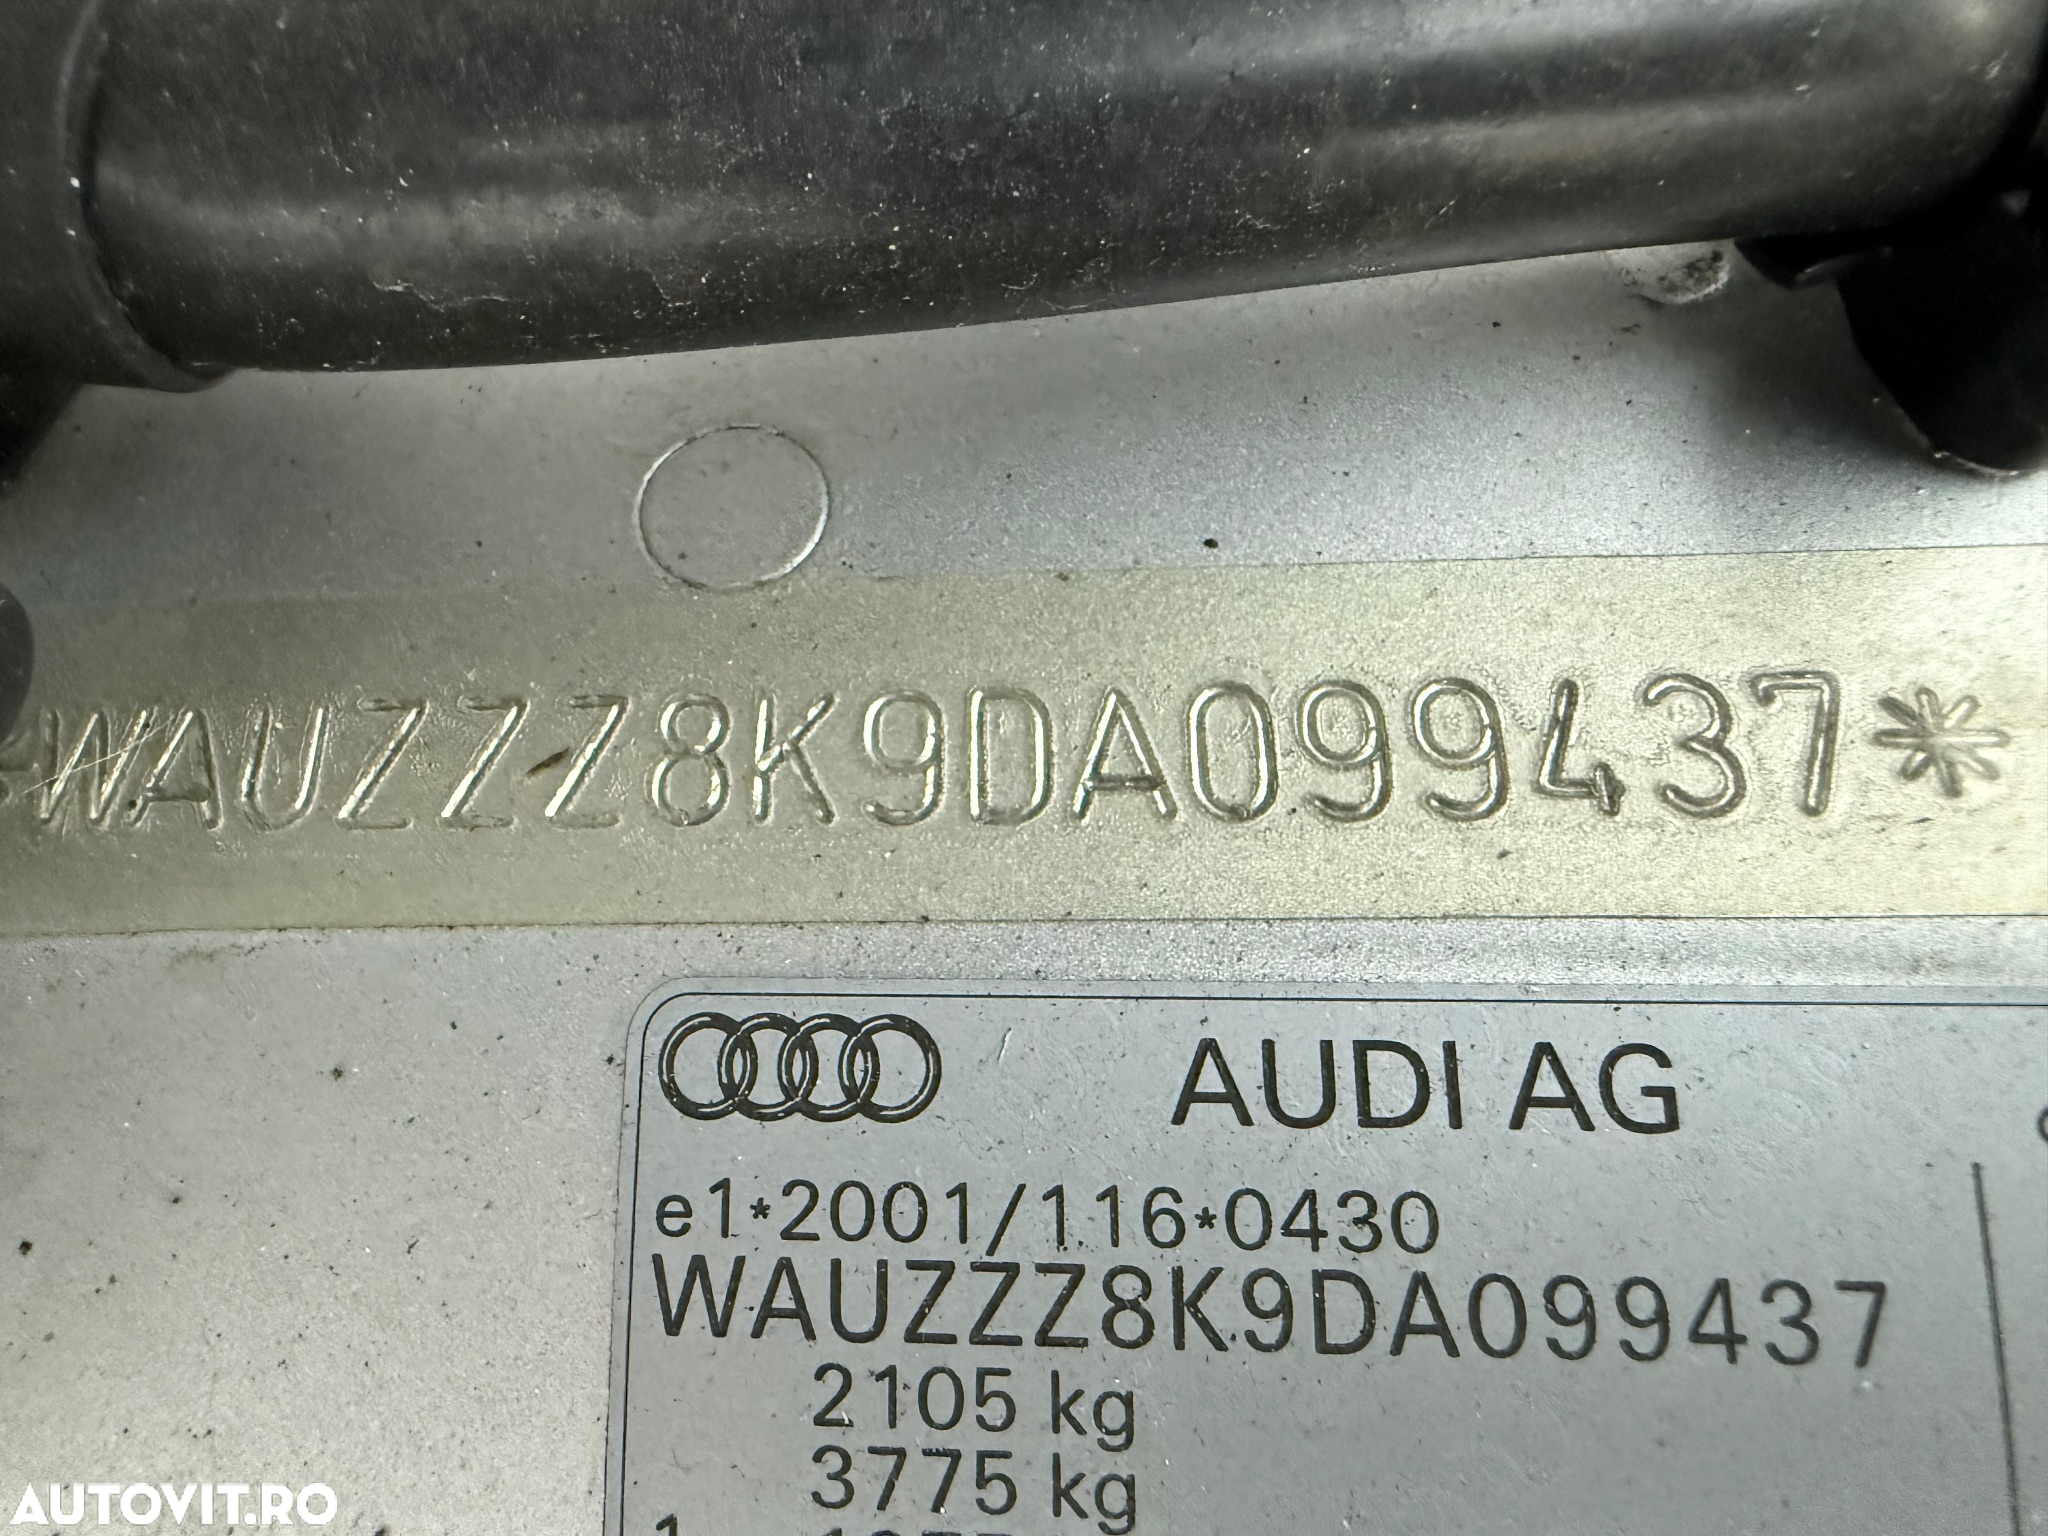 *WAUZZZ8K9DA099437*
AUDI AG
e1*2001/116*0430
WAUZZZ8K9DA099437
2105 kg
3775 kg
AUTOVIT.RO